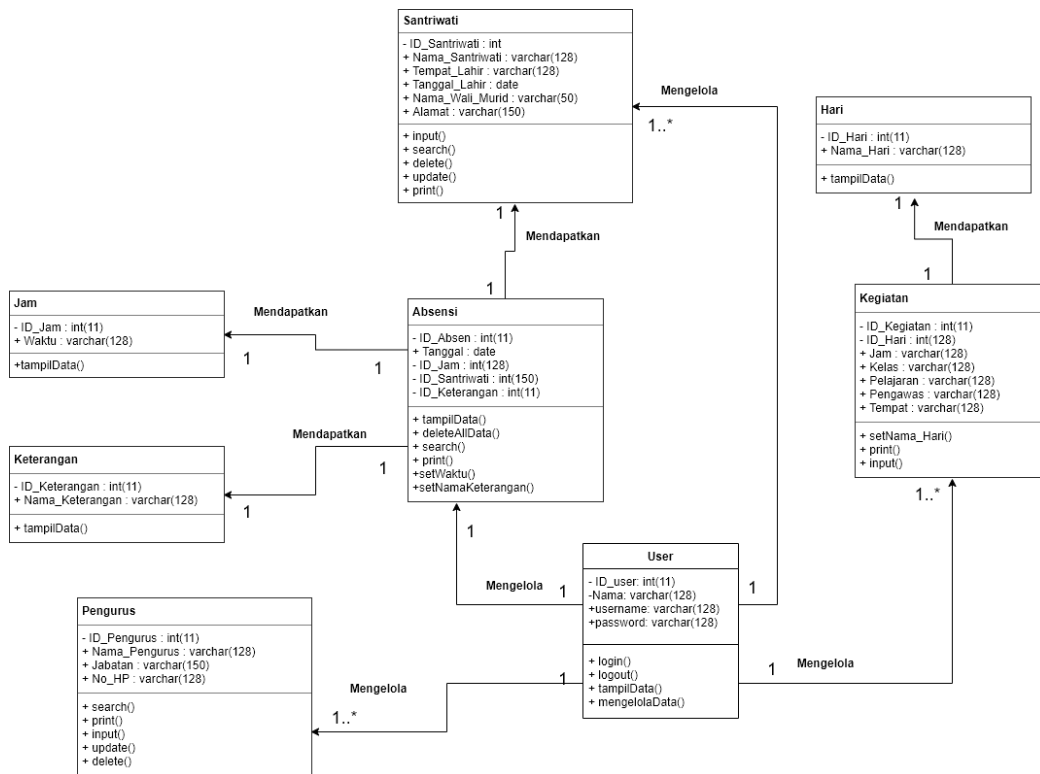 Santriwati
- ID_Santriwati : int
+ Nama_Santriwati : varchar(128)
+ Tempat_Lahir : varchar(128)
+ Tanggal_Lahir : date
+ Nama_Wali_Murid : varchar(50)
+ Alamat : varchar(150)
+ input()
+ search()
+ delete()
+ update()
+ print()
Mengelola
1..*
Hari
- ID_Hari : int(11)
+ Nama_Hari : varchar(128)
+ tampilData()
1
Mendapatkan
1
1
Mendapatkan
1
Jam
- ID_Jam : int(11)
+ Waktu : varchar(128)
+tampilData()
Mendapatkan
1
1
Absensi
- ID_Absen : int(11)
+ Tanggal : date
- ID_Jam : int(128)
- ID_Santriwati : int(150)
- ID_Keterangan : int(11)
+ tampilData()
+ deleteAllData()
+ search()
+ print()
+setWaktu()
+setNamaKeterangan()
Kegiatan
- ID_Kegiatan : int(11)
- ID_Hari : int(128)
+ Jam : varchar(128)
+ Kelas : varchar(128)
+ Pelajaran : varchar(128)
+ Pengawas : varchar(128)
+ Tempat : varchar(128)
+ setNama_Hari()
+ print()
+ input()
1..*
Keterangan
- ID_Keterangan : int(11)
+ Nama_Keterangan : varchar(128)
+ tampilData()
Mendapatkan
1
1
1
Mengelola
1
User
- ID_user: int(11)
-Nama: varchar(128)
+username: varchar(128)
+password: varchar(128)
+ login()
+ logout()
+ tampilData()
+ mengelolaData()
1
1
Mengelola
Pengurus
- ID_Pengurus : int(11)
+ Nama_Pengurus : varchar(128)
+ Jabatan : varchar(150)
+ No_HP : varchar(128)
+ search()
+ print()
+ input()
+ update()
+ delete()
Mengelola
1..*
1